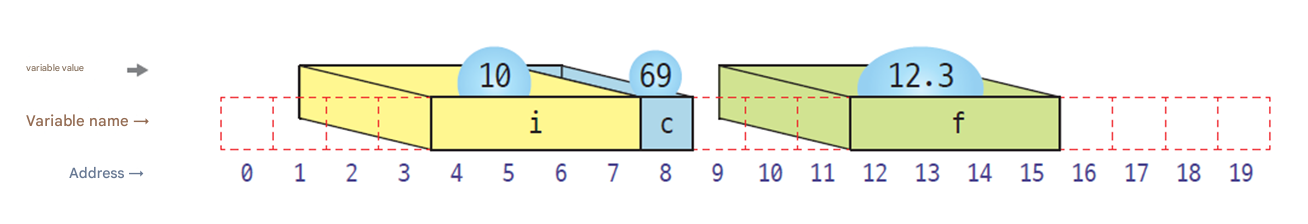 variable value 10 69 12.3
Variable name → i c f
Address → 0 1 2 3 4 5 6 7 8 9 10 11 12 13 14 15 16 17 18 19